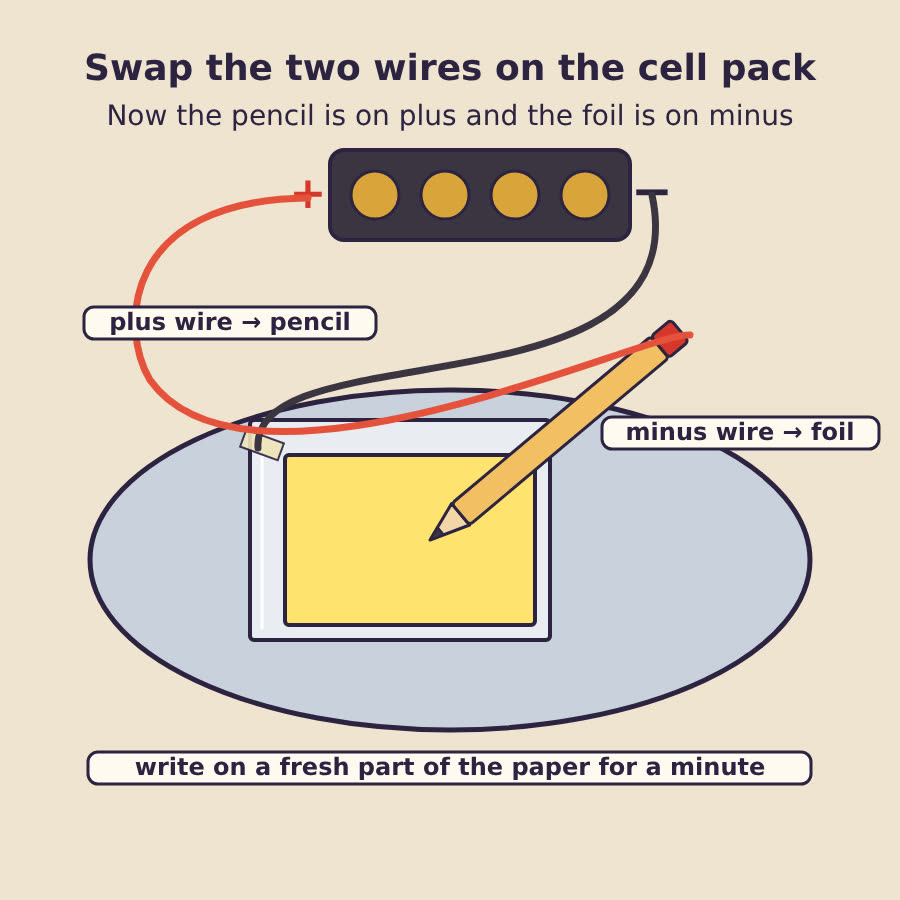 Swap the two wires on the cell pack
Now the pencil is on plus and the foil is on minus
+
−
plus wire → pencil
minus wire → foil
write on a fresh part of the paper for a minute